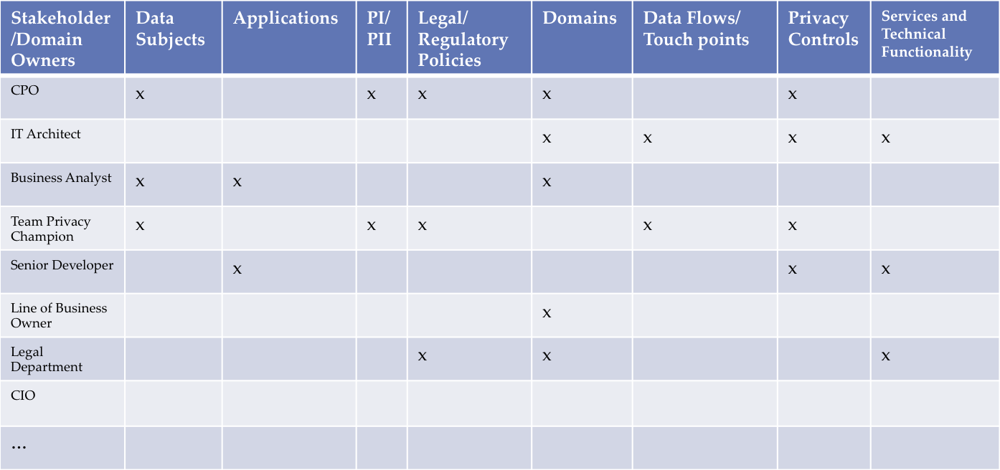 Stakeholder
/Domain
Owners
Data
Subjects
Applications
PI/
PII
Legal/
Regulatory
Policies
Domains
Data Flows/
Touch points
Privacy
Controls
Services and
Technical
Functionality
CPO
x
x
x
x
x
IT Architect
x
x
x
x
Business Analyst
x
x
x
Team Privacy
Champion
x
x
x
x
x
Senior Developer
x
x
x
Line of Business
Owner
x
Legal
Department
x
x
x
CIO
…